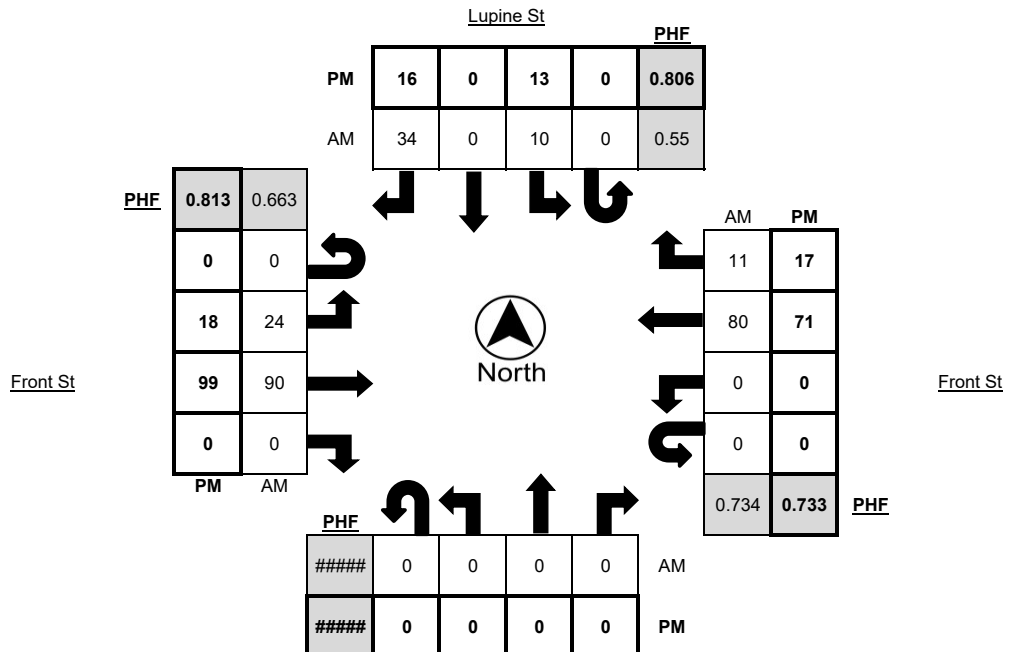 Lupine St
PHF
PM 16 0 13 0 0.806
AM 34 0 10 0 0.55
PHF 0.813 0.663
AM PM
0 0
11 17
18 24
80 71
North
Front St
99 90
0 0
Front St
0 0
0 0
PM AM
0.734 0.733 PHF
PHF
##### 0 0 0 0 AM
##### 0 0 0 0 PM